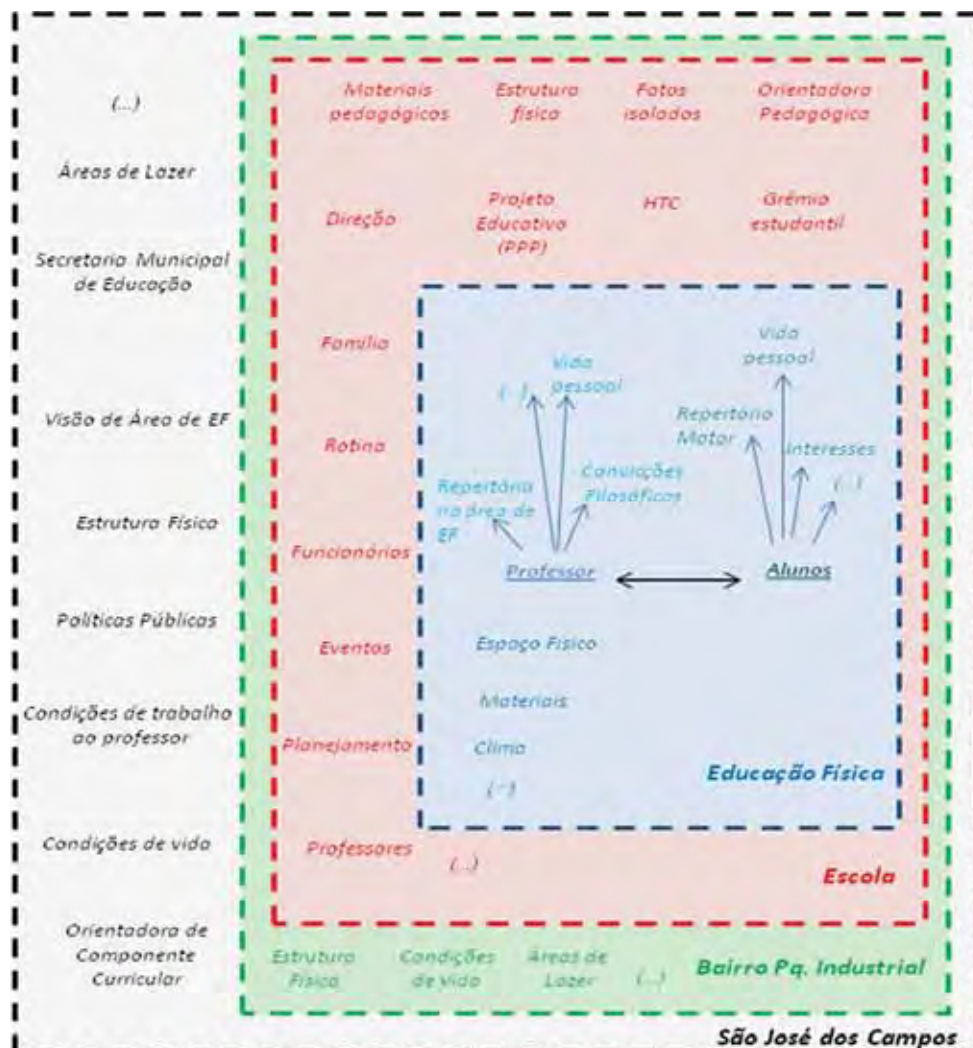 (...)
Áreas de Lazer
Secretaria Municipal
de Educação
Visão de Área de EF
Estrutura Física
Políticas Públicas
Condições de trabalho
ao professor
Condições de vida
Orientadora de
Componente
Curricular
Materiais
pedagógicos
Estrutura
física
Fatos
isolados
Orientadora
Pedagógica
Direção
Projeto
Educativo
(PPP)
HTC
Grêmio
estudantil
Família
Rotina
Funcionários
Eventos
Planejamento
Professores
(...)
(...)
Vida
pessoal
Repertório
na área de
EF
Convicções
Filosóficas
Professor
Vida
pessoal
Repertório
Motor
Interesses
(...)
Alunos
Espaço Físico
Materiais
Clima
(...)
Educação Física
Escola
Estrutura
Física
Condições
de vida
Áreas de
Lazer
(...)
Bairro Pq. Industrial
São José dos Campos